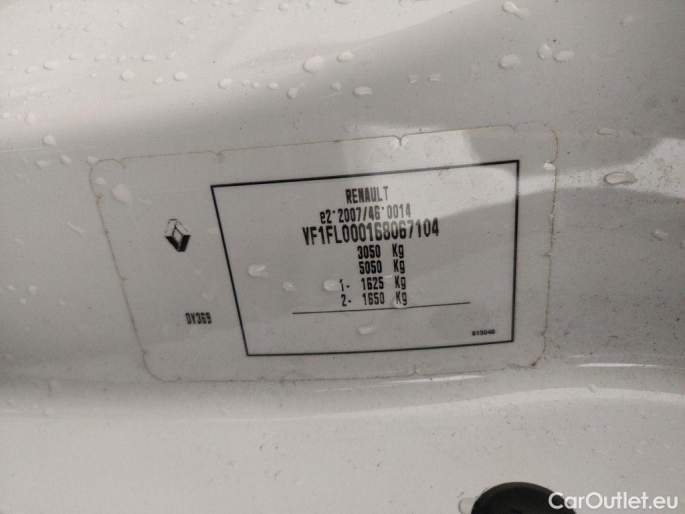 RENAULT
e2*2007/46*0014
VF1FL000168067104
3050 Kg
5050 Kg
1- 1625 Kg
2- 1650 Kg
DY369
CarOutlet.eu